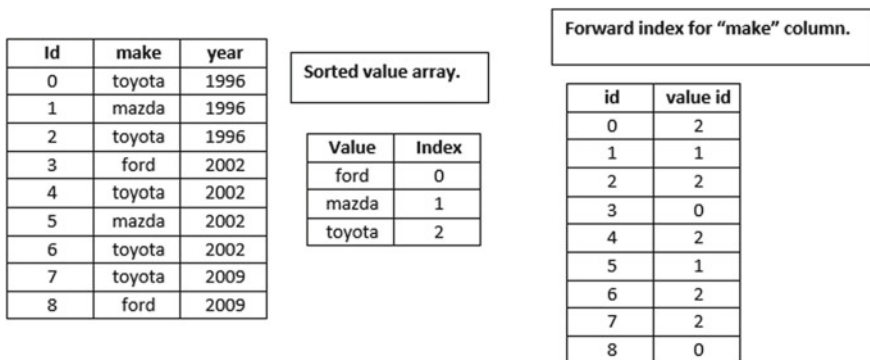 Id make year
0 toyota 1996
1 mazda 1996
2 toyota 1996
3 ford 2002
4 toyota 2002
5 mazda 2002
6 toyota 2002
7 toyota 2009
8 ford 2009
Sorted value array.
Value Index
ford 0
mazda 1
toyota 2
Forward index for “make” column.
id value id
0 2
1 1
2 2
3 0
4 2
5 1
6 2
7 2
8 0